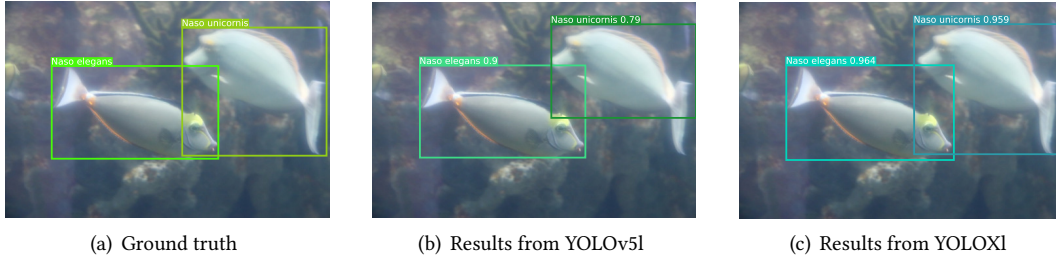 Naso unicornis
Naso elegans
Naso unicornis 0.79
Naso elegans 0.9
Naso unicornis 0.959
Naso elegans 0.964
(a) Ground truth
(b) Results from YOLOv5l
(c) Results from YOLOXl